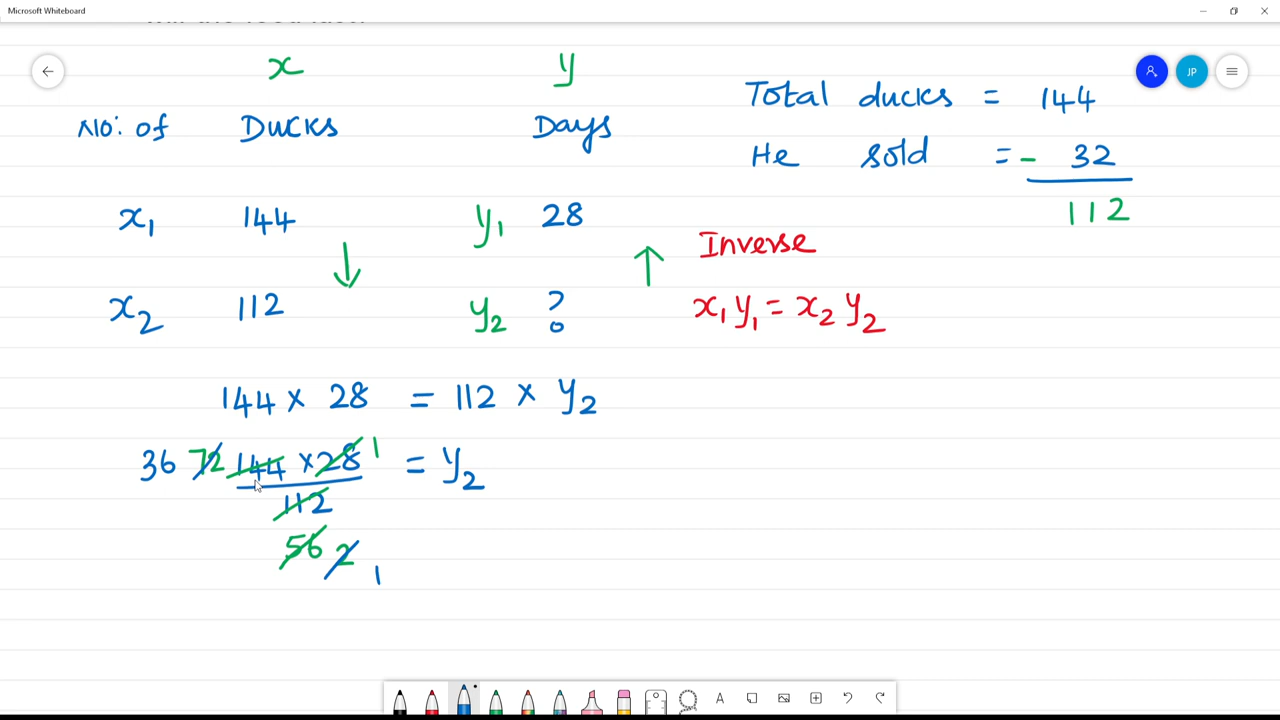 Microsoft Whiteboard
x y
No: of Ducks Days
Total ducks = 144
He sold = - 32
112
JP
x1 144 y1 28
Inverse
x2 112 y2 ?
x1 y1 = x2 y2
144 x 28 = 112 x y2
36 72 144 x 28 1 = y2
112
56 2 1
A